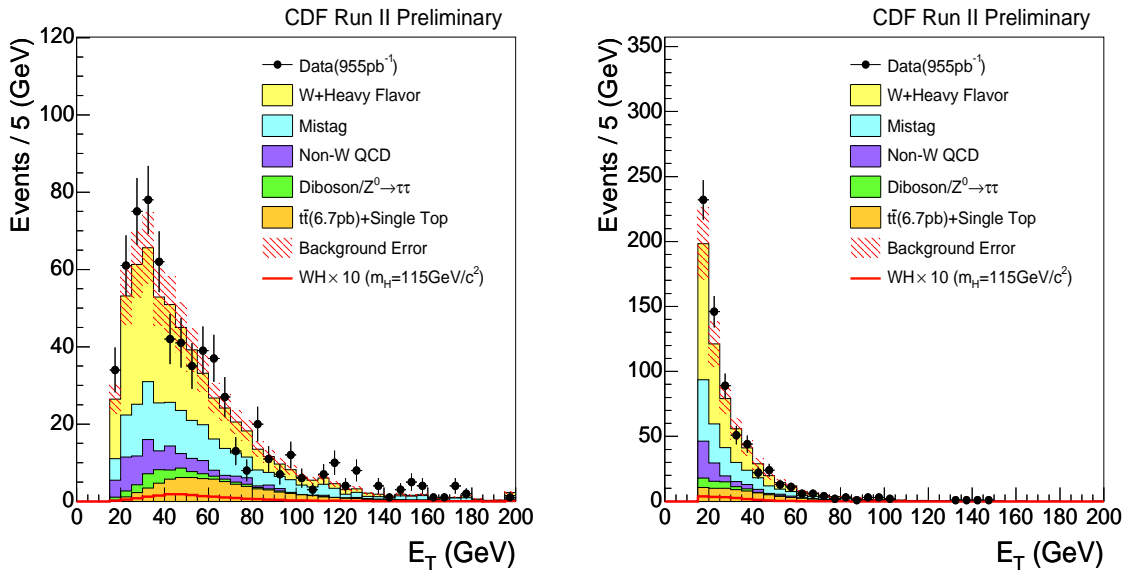 CDF Run II Preliminary
Events / 5 (GeV)
120
100
80
60
40
20
0
Data(955pb⁻¹)
W+Heavy Flavor
Mistag
Non-W QCD
Diboson/Z⁰→ττ
tt̄(6.7pb)+Single Top
Background Error
WH× 10 (m_H=115GeV/c²)
0 20 40 60 80 100 120 140 160 180 200
E_T (GeV)
CDF Run II Preliminary
Events / 5 (GeV)
350
300
250
200
150
100
50
0
Data(955pb⁻¹)
W+Heavy Flavor
Mistag
Non-W QCD
Diboson/Z⁰→ττ
tt̄(6.7pb)+Single Top
Background Error
WH× 10 (m_H=115GeV/c²)
0 20 40 60 80 100 120 140 160 180 200
E_T (GeV)